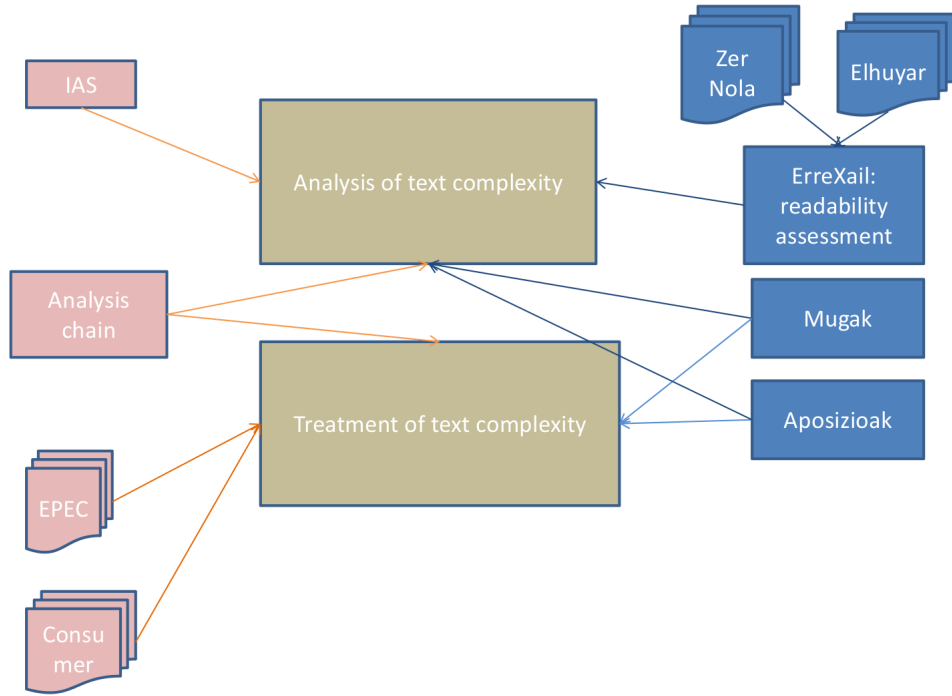 IAS
Zer
Nola
Elhuyar
Analysis of text complexity
ErreXail:
readability
assessment
Analysis
chain
Mugak
Treatment of text complexity
Aposizioak
EPEC
Consu
mer